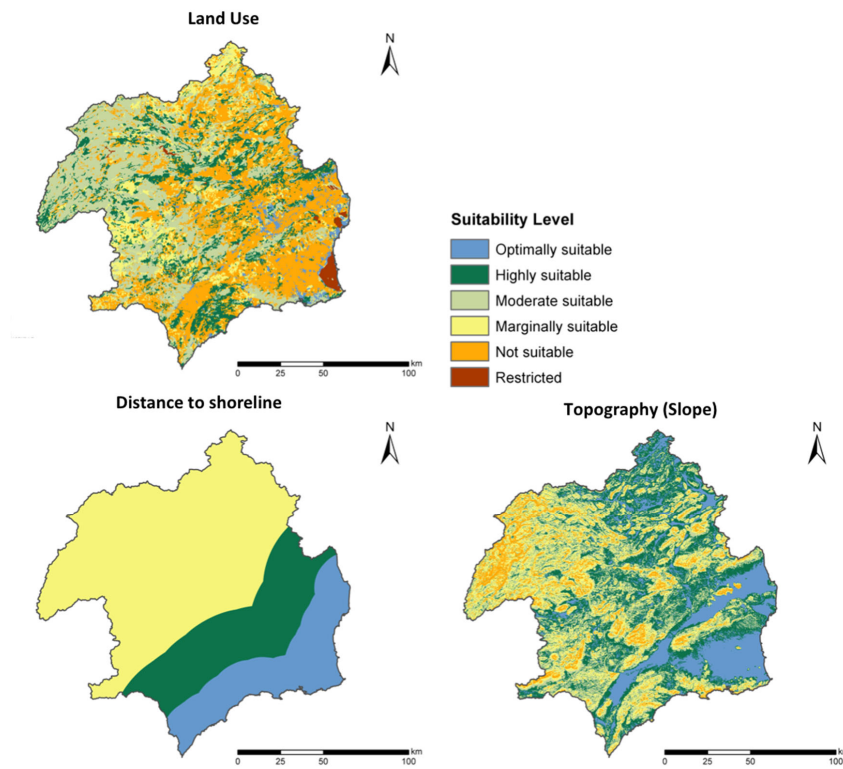 Land Use
N
km
0 25 50 100
Suitability Level
Optimally suitable
Highly suitable
Moderate suitable
Marginally suitable
Not suitable
Restricted
Distance to shoreline
N
km
0 25 50 100
Topography (Slope)
N
km
0 25 50 100